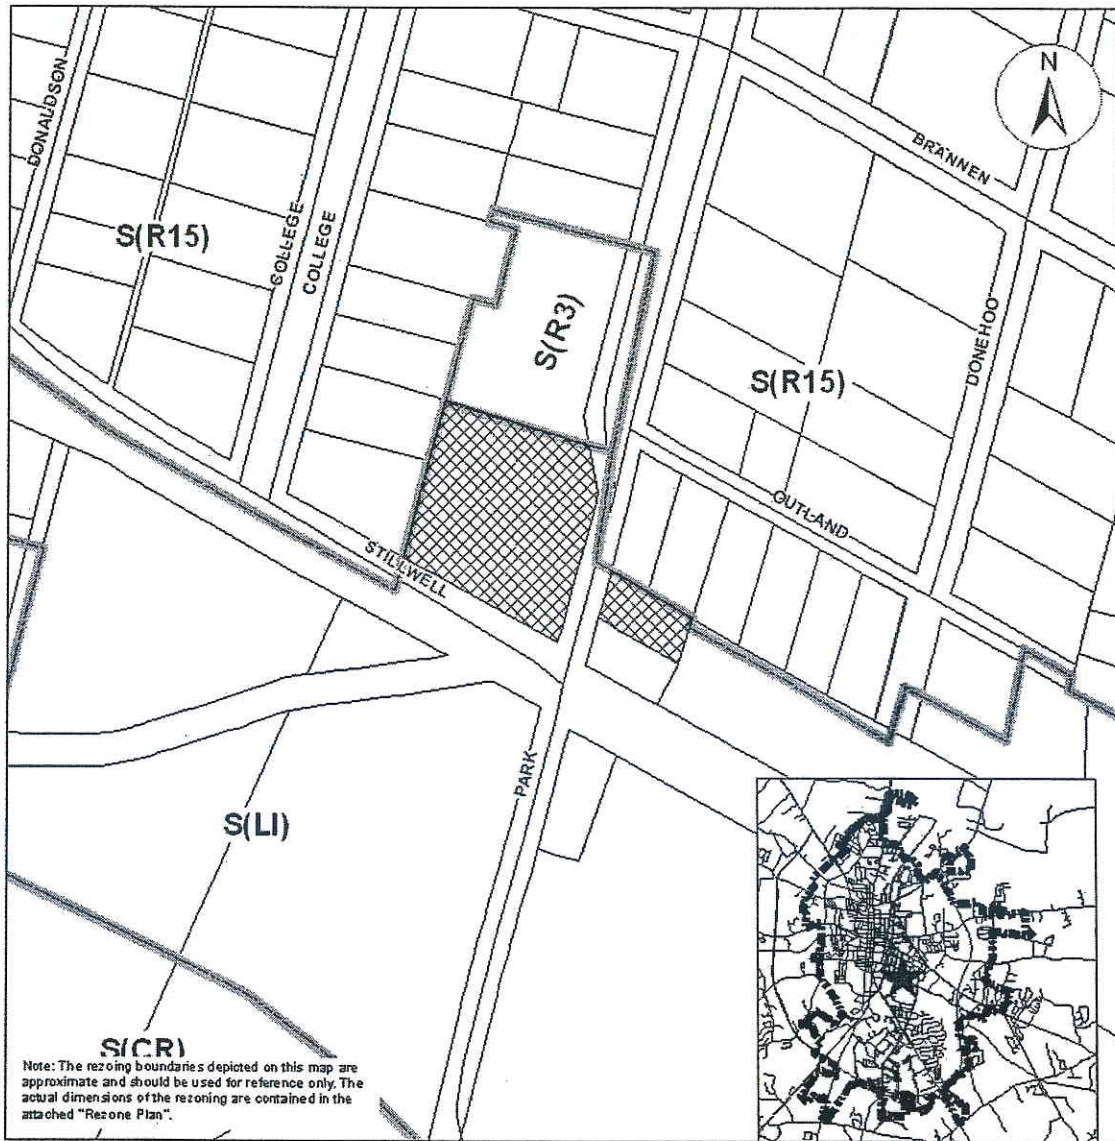 N
DONALDSON
BRANNEN
S(R15)
COLLEGE
COLLEGE
S(R3)
DONEHOO
S(R15)
OUTLAND
STILLWELL
PARK
S(LI)
S(CR)
Note: The rezoing boundaries depicted on this map are
approximate and should be used for reference only. The
actual dimensions of the rezoning are contained in the
attached "Rezone Plan".